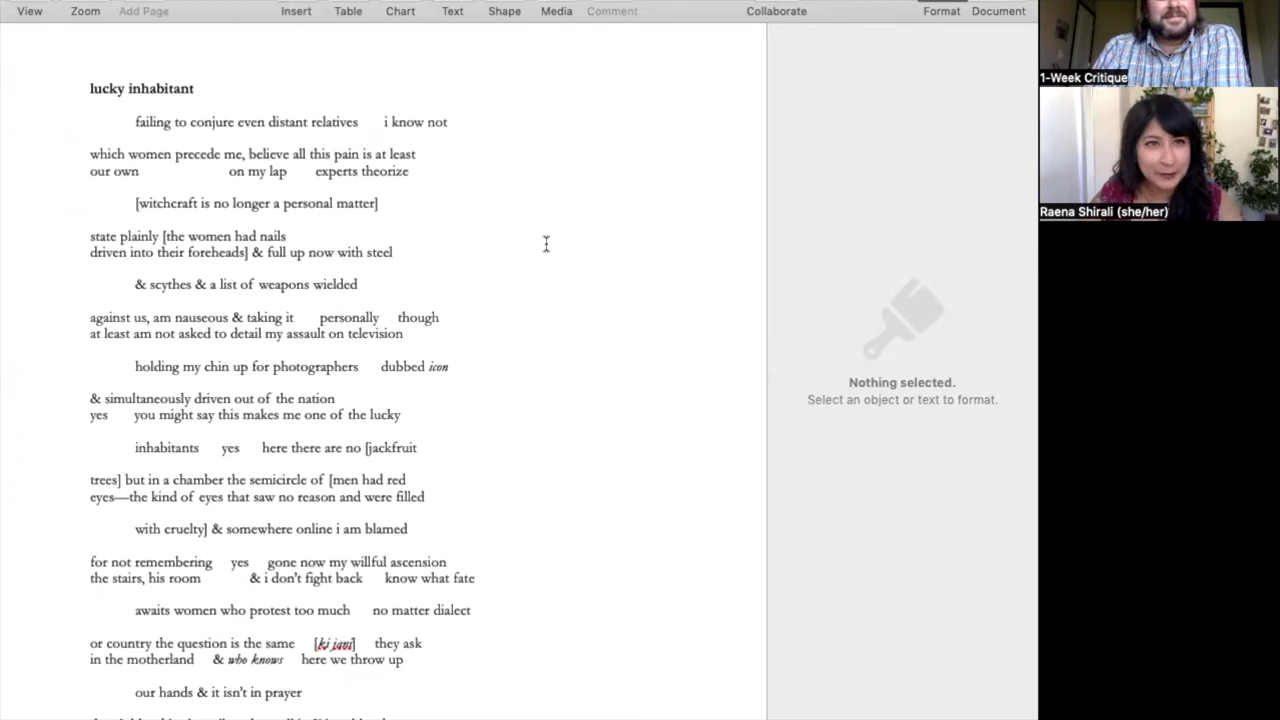 View Zoom Add Page Insert Table Chart Text Shape Media Comment Collaborate Format Document
lucky inhabitant
failing to conjure even distant relatives i know not
which women precede me, believe all this pain is at least
our own on my lap experts theorize
[witchcraft is no longer a personal matter]
state plainly [the women had nails
driven into their foreheads] & full up now with steel
& scythes & a list of weapons wielded
against us, am nauseous & taking it personally though
at least am not asked to detail my assault on television
holding my chin up for photographers dubbed icon
& simultaneously driven out of the nation
yes you might say this makes me one of the lucky
inhabitants yes here there are no [jackfruit
trees] but in a chamber the semicircle of [men had red
eyes—the kind of eyes that saw no reason and were filled
with cruelty] & somewhere online i am blamed
for not remembering yes gone now my willful ascension
the stairs, his room & i don't fight back know what fate
awaits women who protest too much no matter dialect
or country the question is the same [ki jani] they ask
in the motherland & who knows here we throw up
our hands & it isn't in prayer
Nothing selected.
Select an object or text to format.
1-Week Critique
Raena Shirali (she/her)